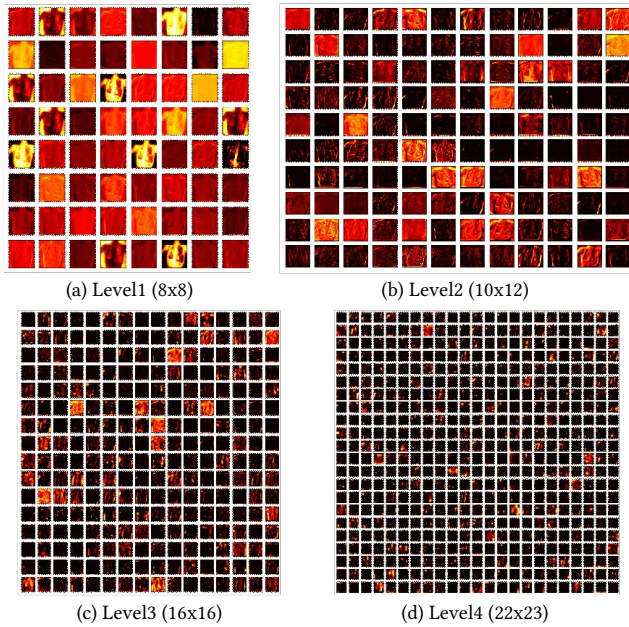 (a) Level1 (8x8)
(b) Level2 (10x12)
(c) Level3 (16x16)
(d) Level4 (22x23)